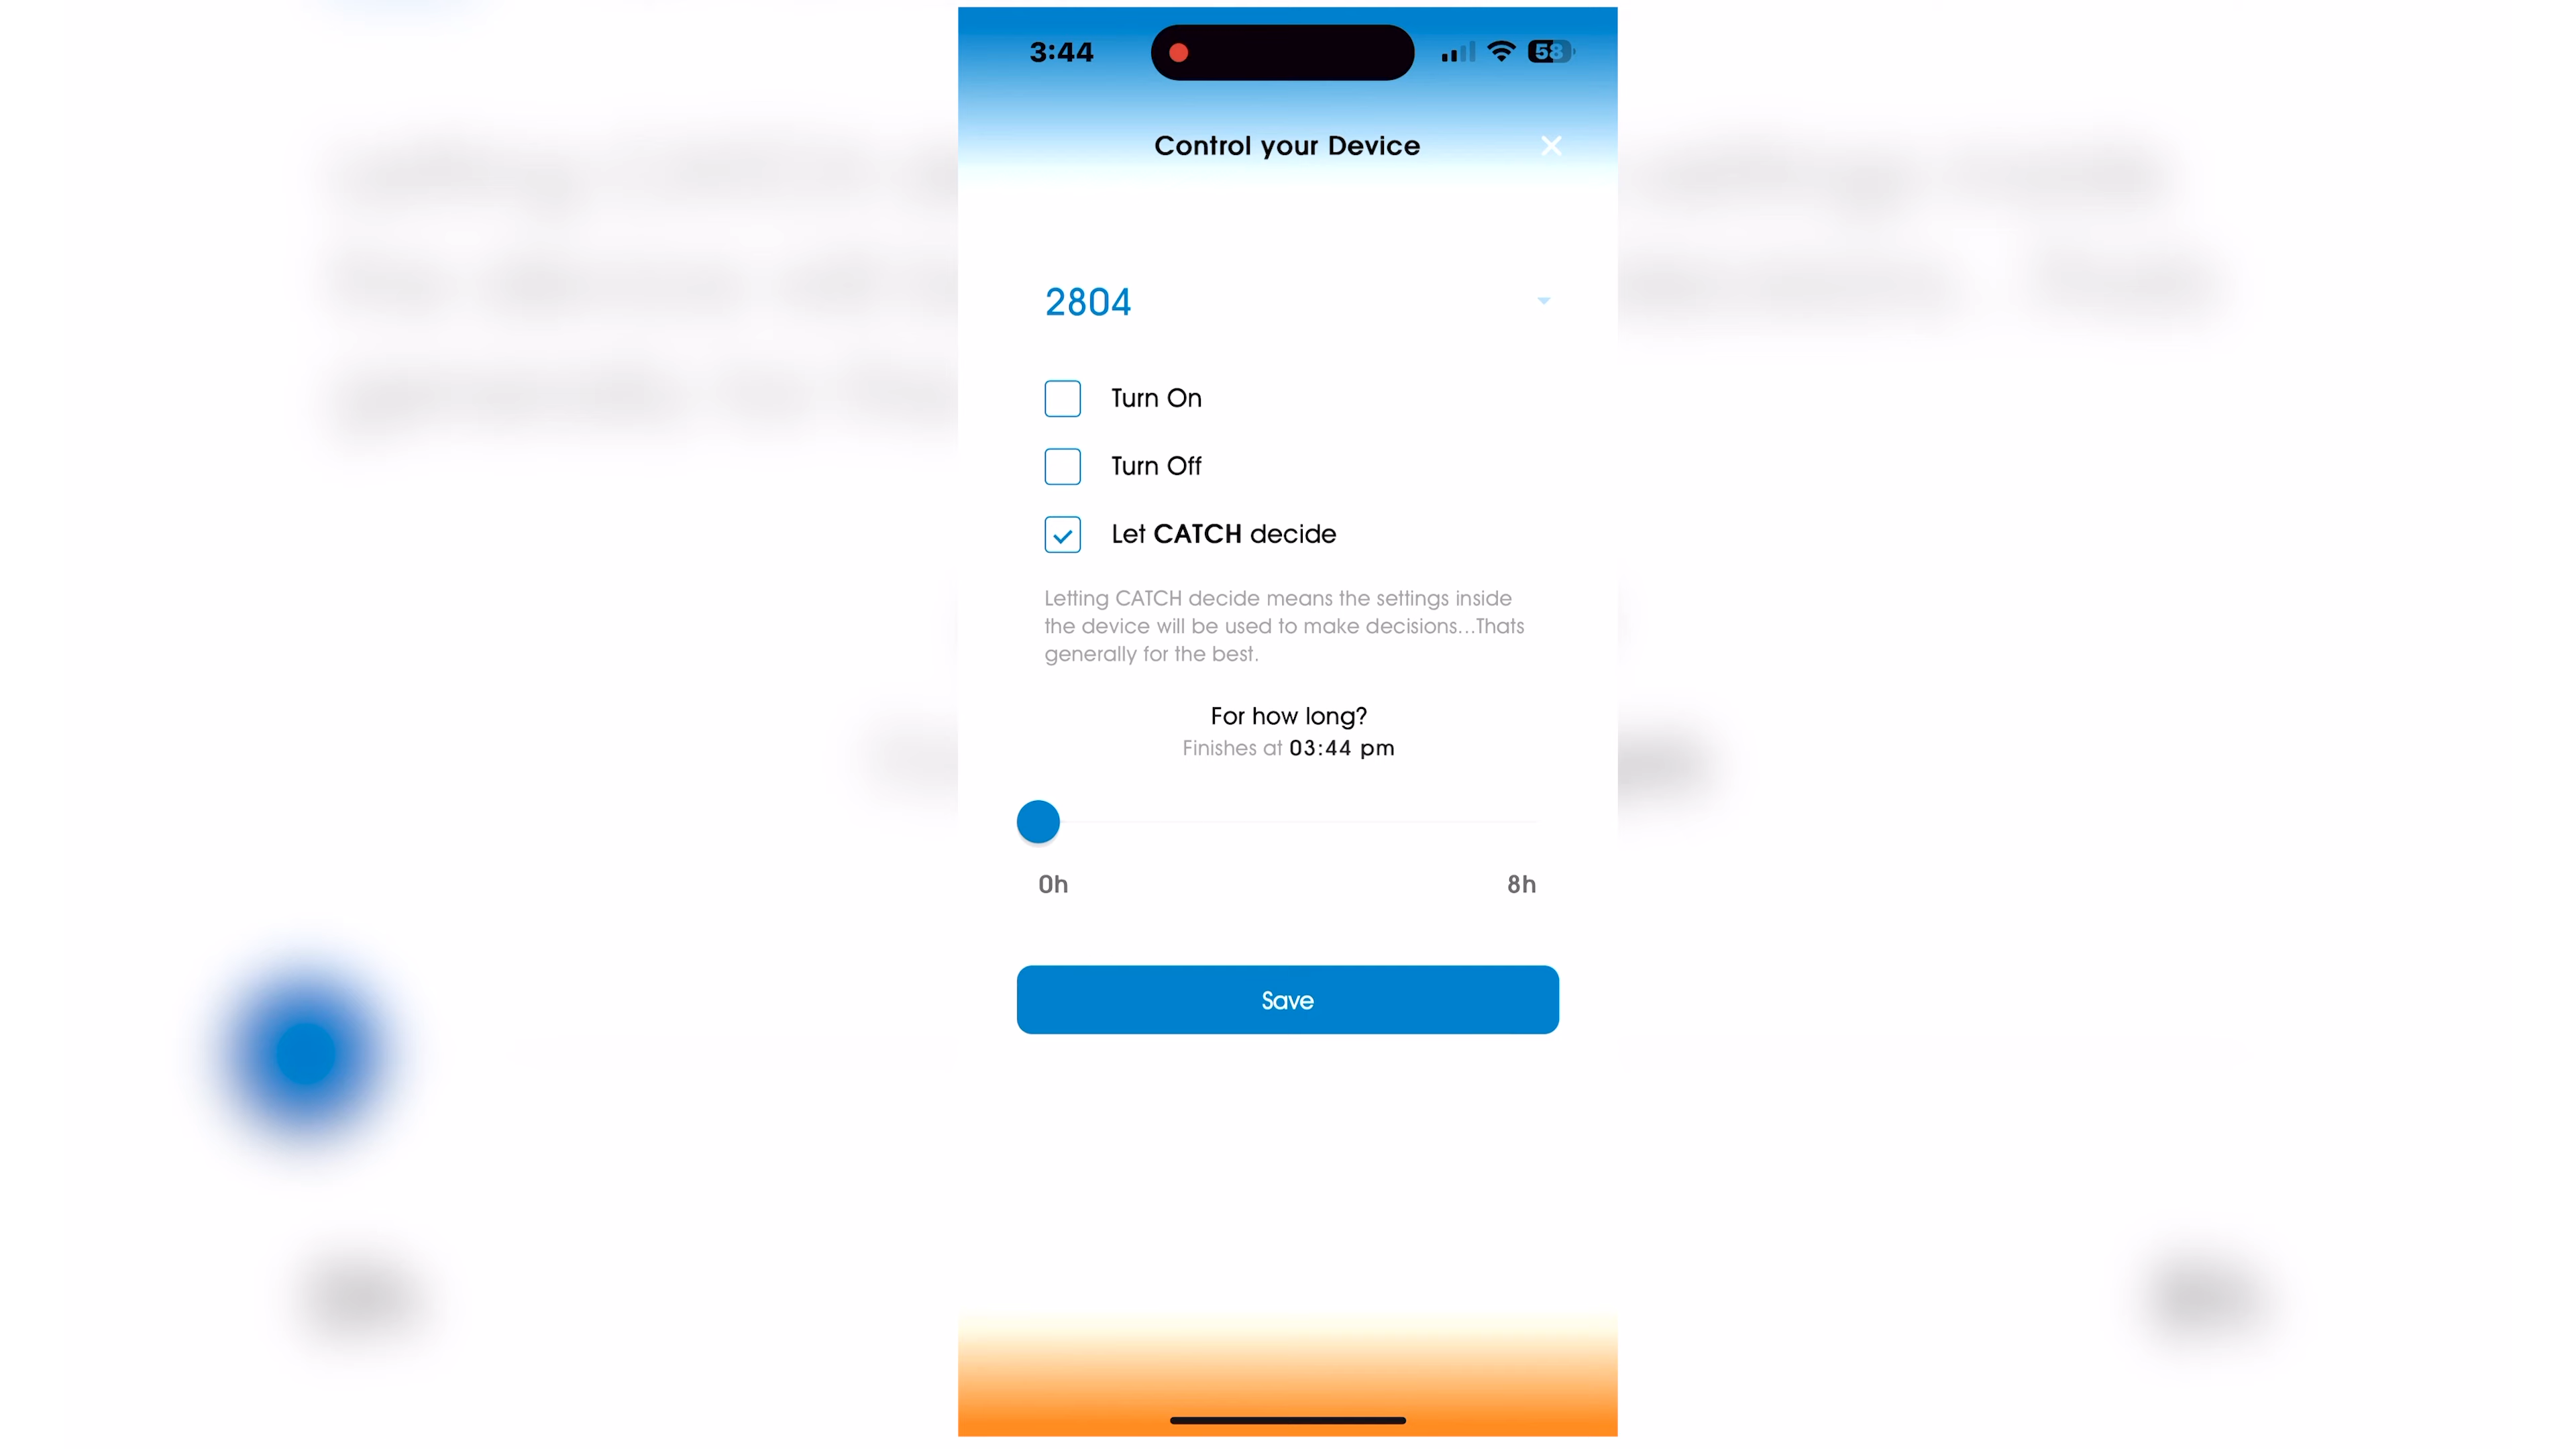 3:44
58
Control your Device
2804
Turn On
Turn Off
Let CATCH decide
Letting CATCH decide means the settings inside
the device will be used to make decisions...Thats
generally for the best.
For how long?
Finishes at 03:44 pm
0h
8h
Save